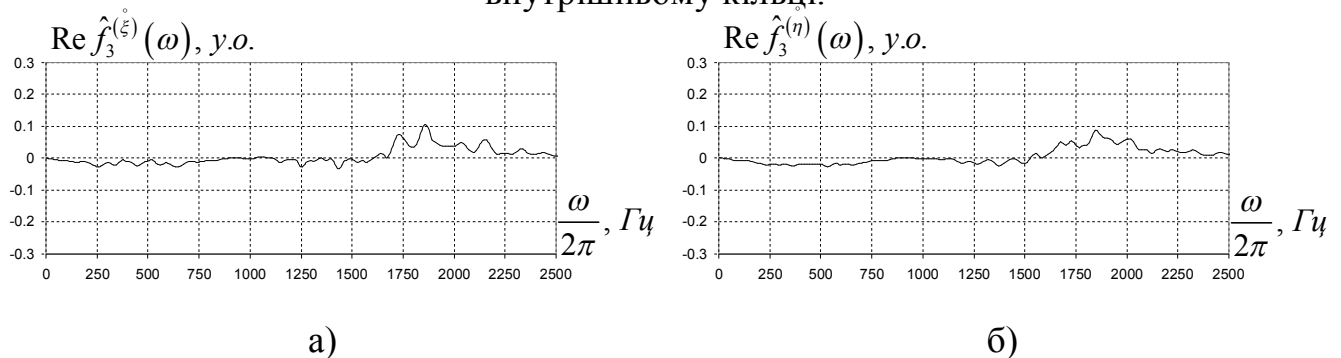 внутрішньому кільці.
Re f̂₃^(ξ̊)(ω), у.о.
0.3
0.2
0.1
0
-0.1
-0.2
-0.3
0 250 500 750 1000 1250 1500 1750 2000 2250 2500
ω/2π, Гц
а)
Re f̂₃^(η̊)(ω), у.о.
0.3
0.2
0.1
0
-0.1
-0.2
-0.3
0 250 500 750 1000 1250 1500 1750 2000 2250 2500
ω/2π, Гц
б)